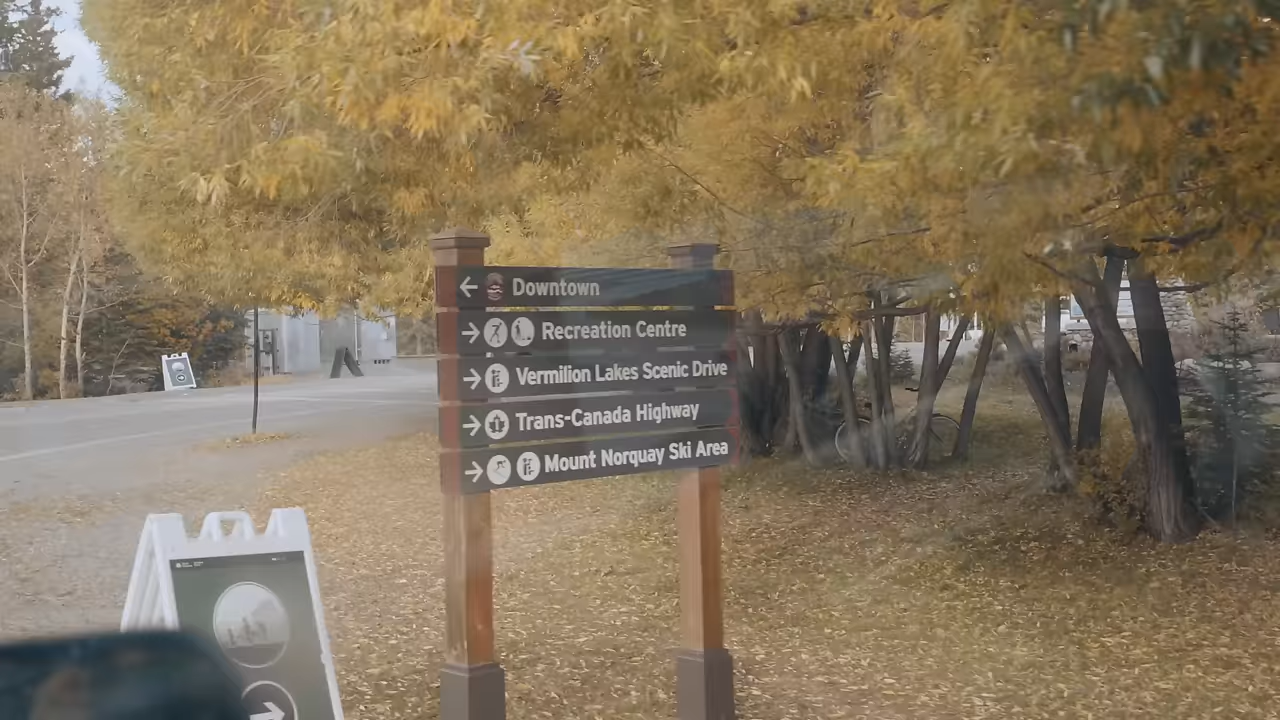 Downtown
Recreation Centre
Vermilion Lakes Scenic Drive
Trans-Canada Highway
Mount Norquay Ski Area